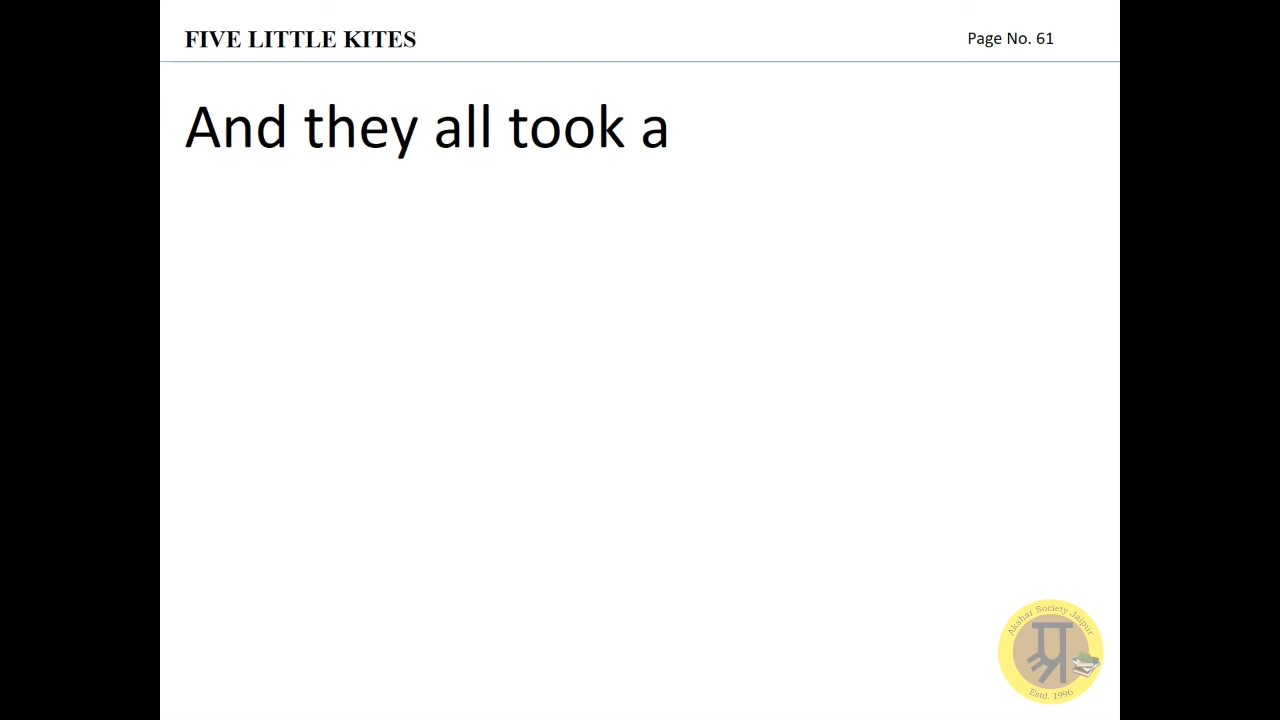 FIVE LITTLE KITES
Page No. 61
And they all took a
Akshar Society Jaipur
Estd. 1996